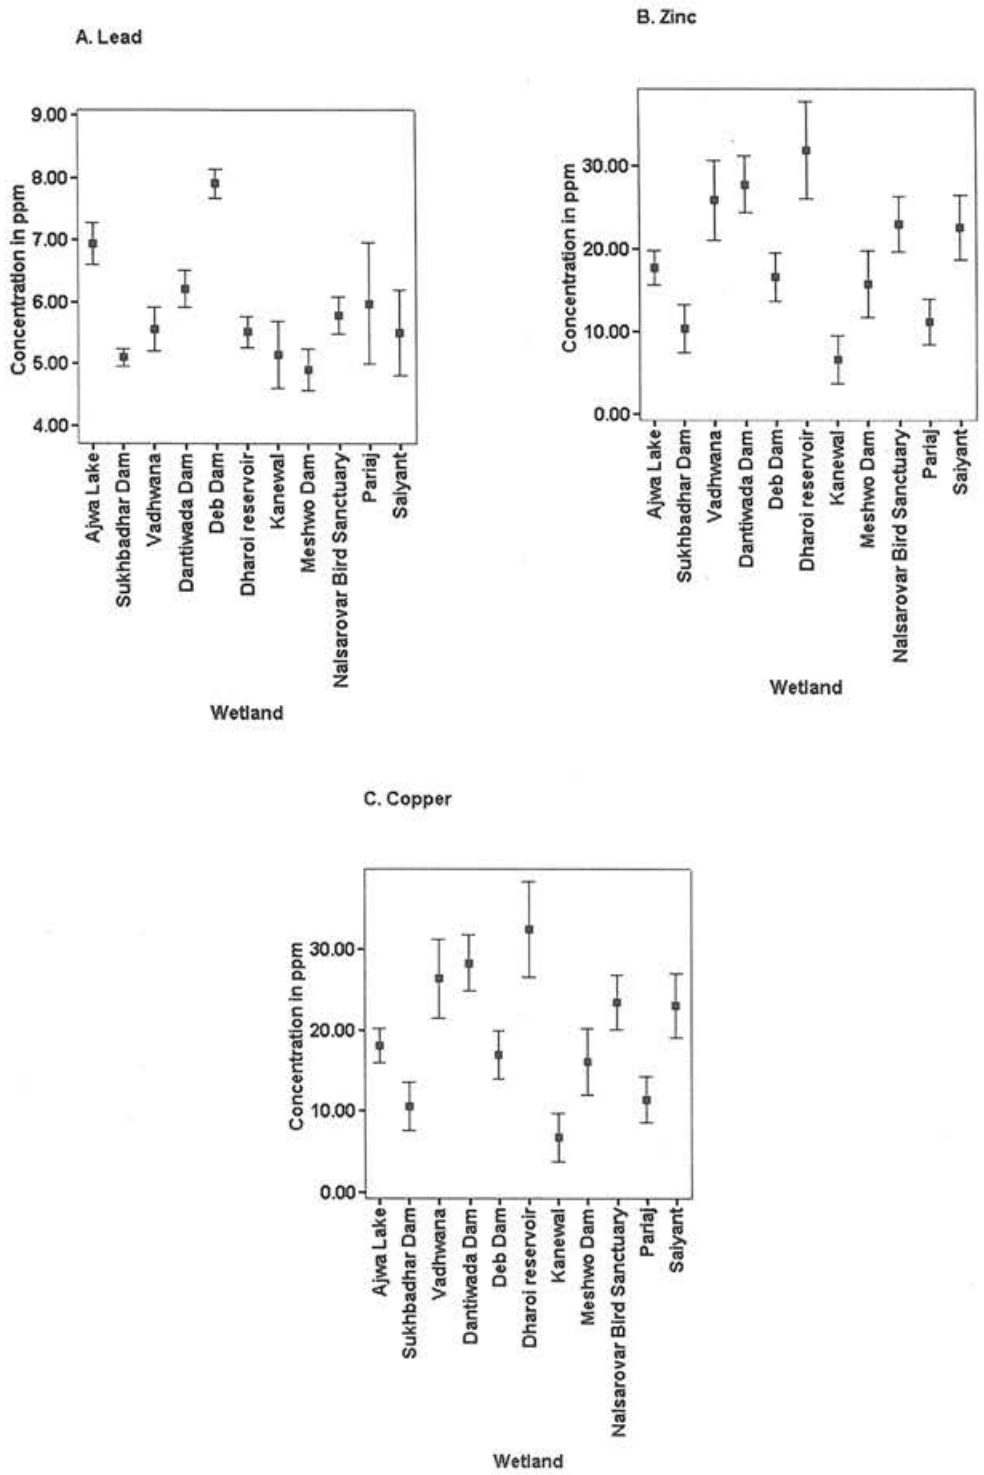 A. Lead
Concentration in ppm
9.00
8.00
7.00
6.00
5.00
4.00
Ajwa Lake
Sukhbadhar Dam
Vadhwana
Dantiwada Dam
Deb Dam
Dharoi reservoir
Kanewal
Meshwo Dam
Nalsarovar Bird Sanctuary
Pariaj
Saiyant
Wetland
B. Zinc
Concentration in ppm
30.00
20.00
10.00
0.00
Ajwa Lake
Sukhbadhar Dam
Vadhwana
Dantiwada Dam
Deb Dam
Dharoi reservoir
Kanewal
Meshwo Dam
Nalsarovar Bird Sanctuary
Pariaj
Saiyant
Wetland
C. Copper
Concentration in ppm
30.00
20.00
10.00
0.00
Ajwa Lake
Sukhbadhar Dam
Vadhwana
Dantiwada Dam
Deb Dam
Dharoi reservoir
Kanewal
Meshwo Dam
Nalsarovar Bird Sanctuary
Pariaj
Saiyant
Wetland